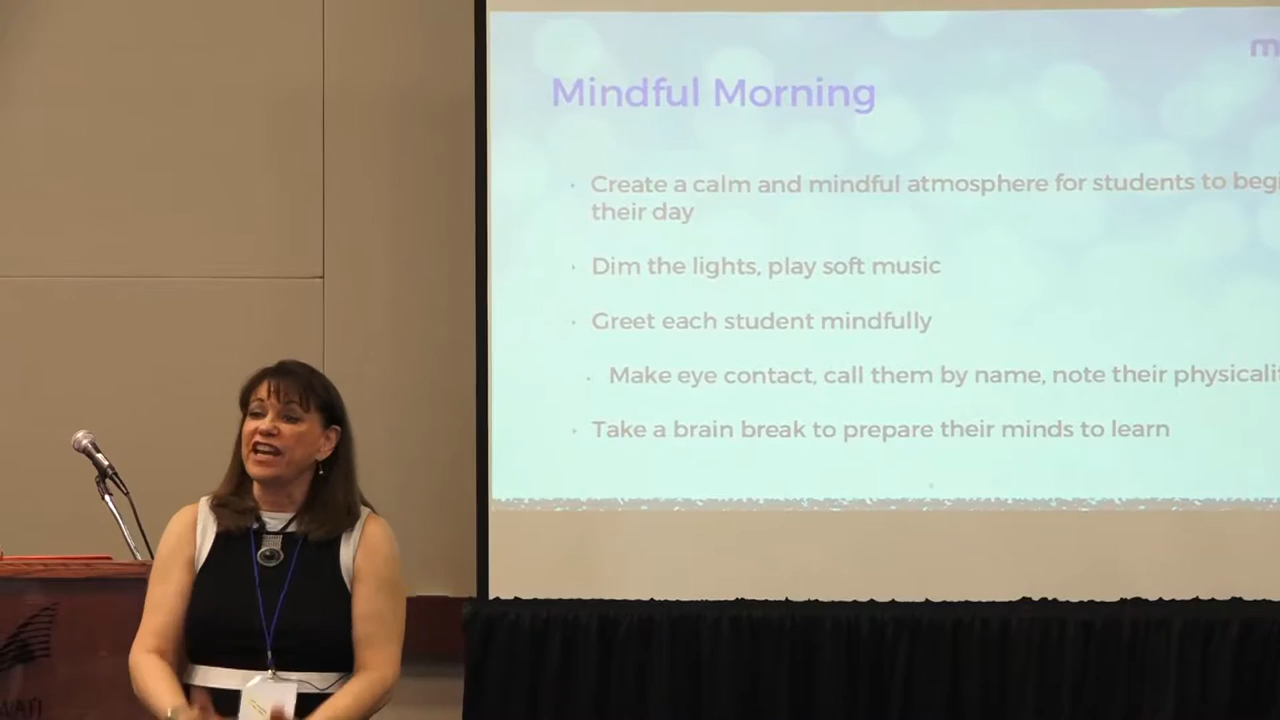 m
Mindful Morning
Create a calm and mindful atmosphere for students to begi
their day
Dim the lights, play soft music
Greet each student mindfully
Make eye contact, call them by name, note their physicali
Take a brain break to prepare their minds to learn